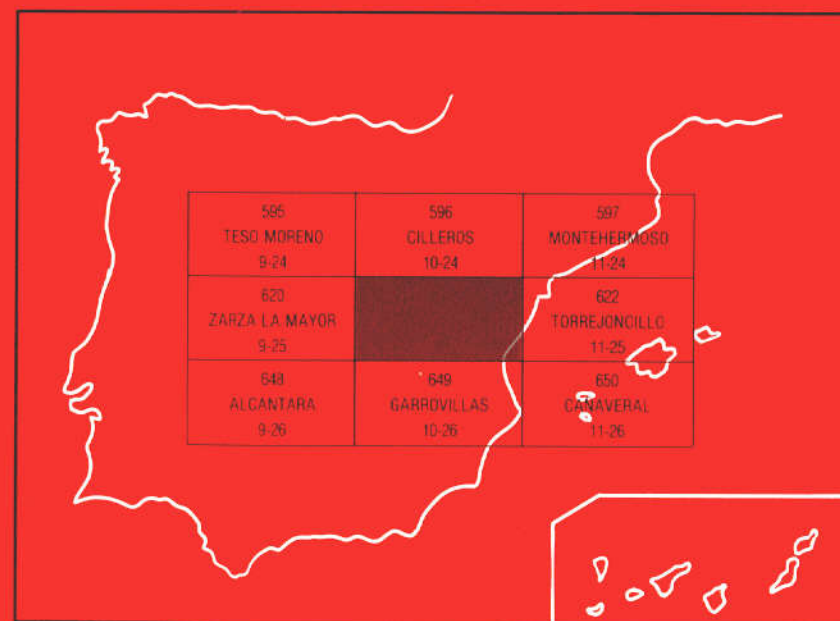 595
TESO MORENO
9-24
596
CILLEROS
10-24
597
MONTEHERMOSO
11-24
620
ZARZA LA MAYOR
9-25
622
TORREJONCILLO
11-25
648
ALCANTARA
9-26
649
GARROVILLAS
10-26
650
CAÑAVERAL
11-26